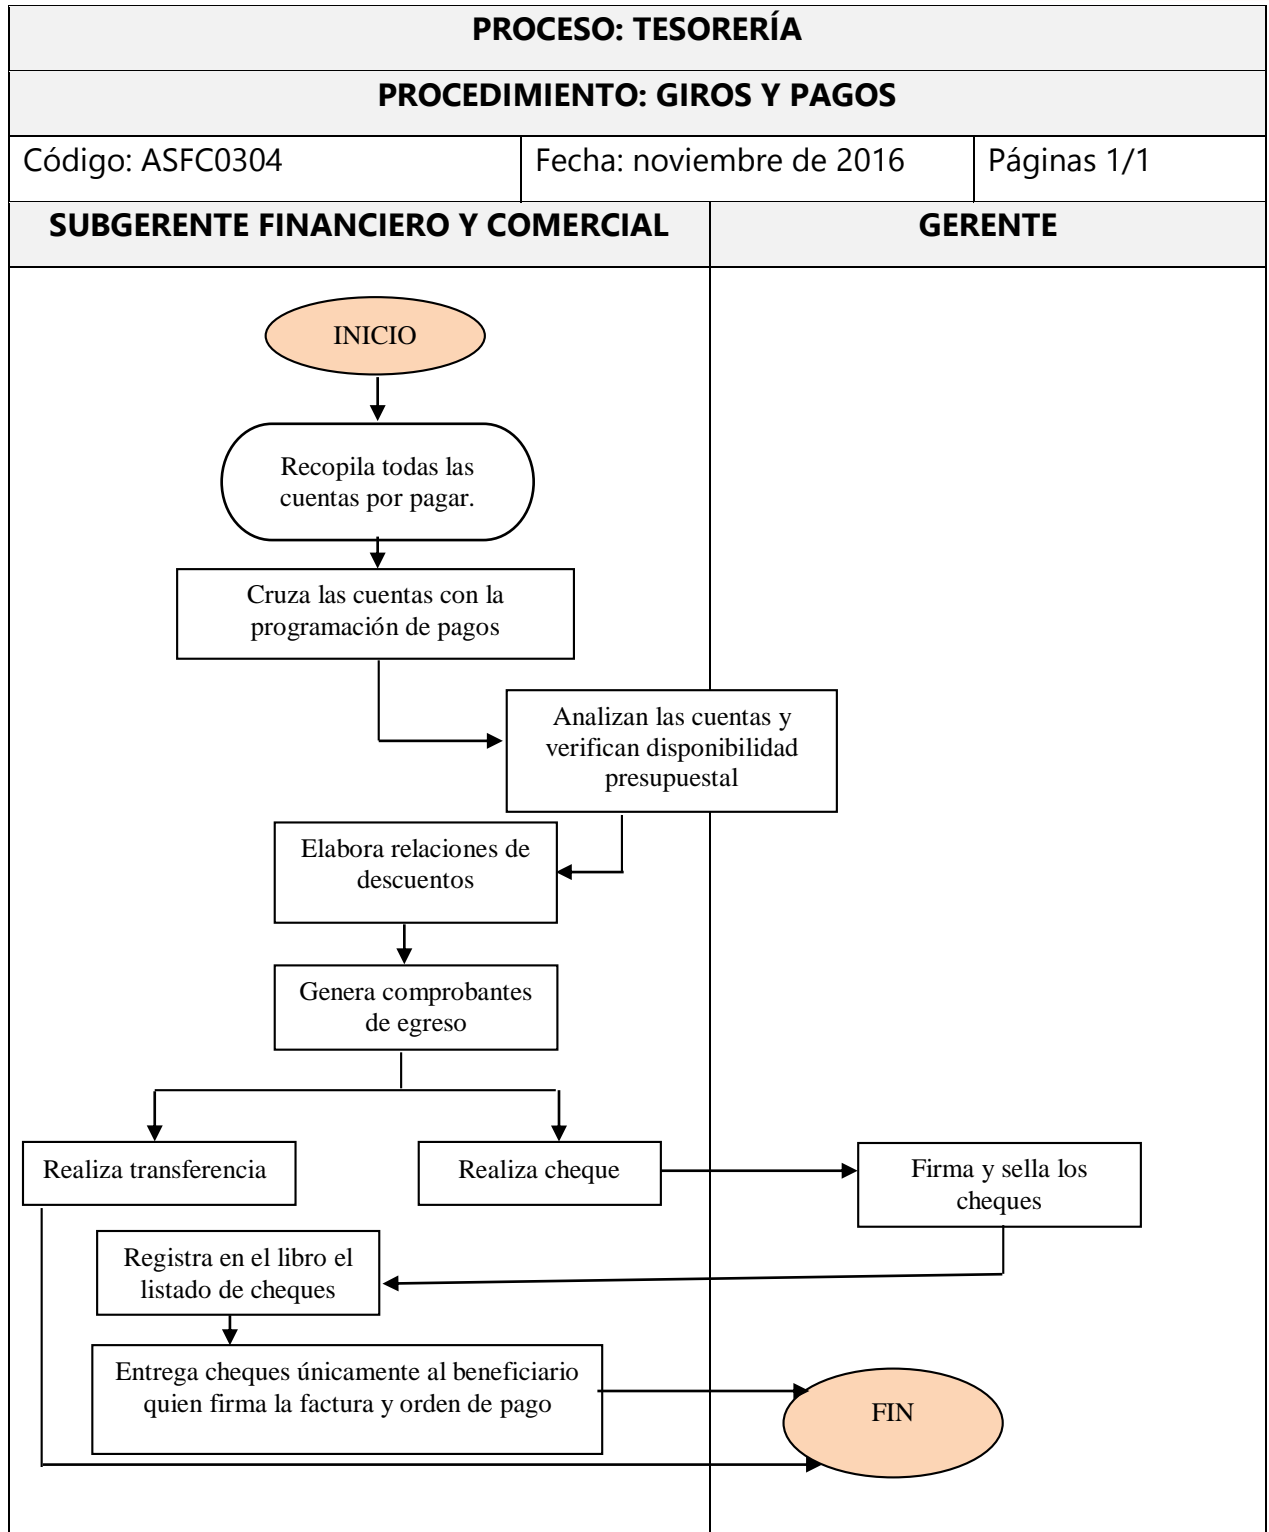 PROCESO: TESORERÍA
PROCEDIMIENTO: GIROS Y PAGOS
Código: ASFC0304
Fecha: noviembre de 2016
Páginas 1/1
SUBGERENTE FINANCIERO Y COMERCIAL
GERENTE
INICIO
Recopila todas las
cuentas por pagar.
Cruza las cuentas con la
programación de pagos
Analizan las cuentas y
verifican disponibilidad
presupuestal
Elabora relaciones de
descuentos
Genera comprobantes
de egreso
Realiza transferencia
Realiza cheque
Firma y sella los
cheques
Registra en el libro el
listado de cheques
Entrega cheques únicamente al beneficiario
quien firma la factura y orden de pago
FIN